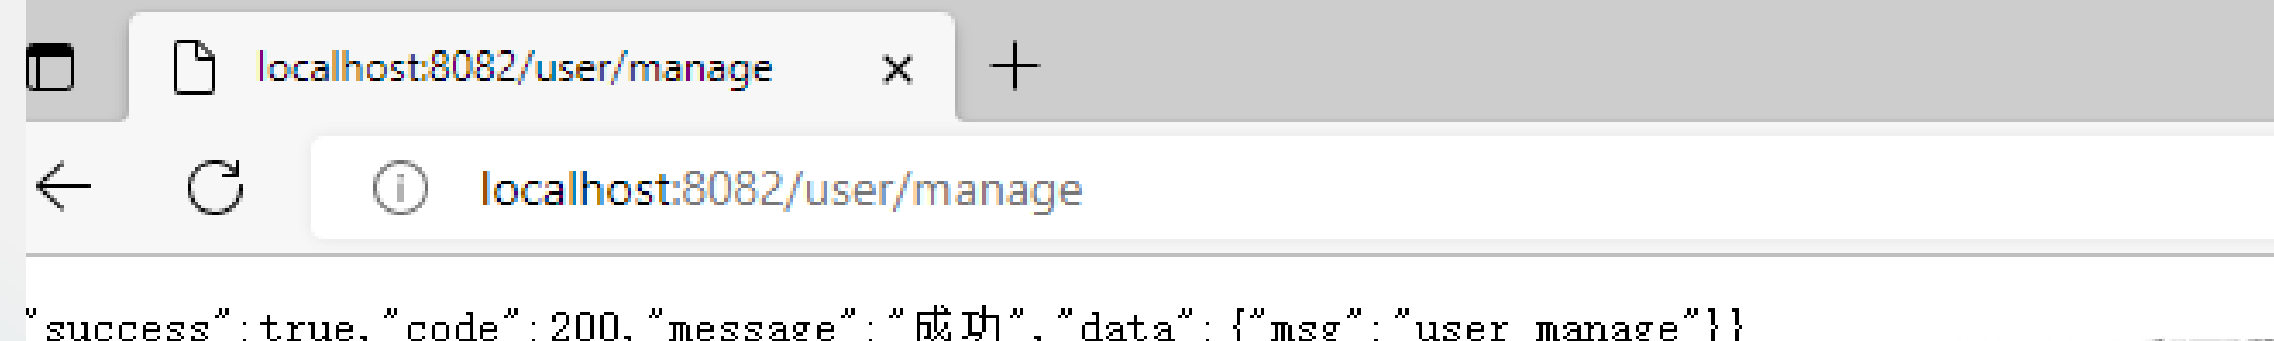 localhost:8082/user/manage
localhost:8082/user/manage
"success":true,"code":200,"message":"成功","data":{"msg":"user manage"}}